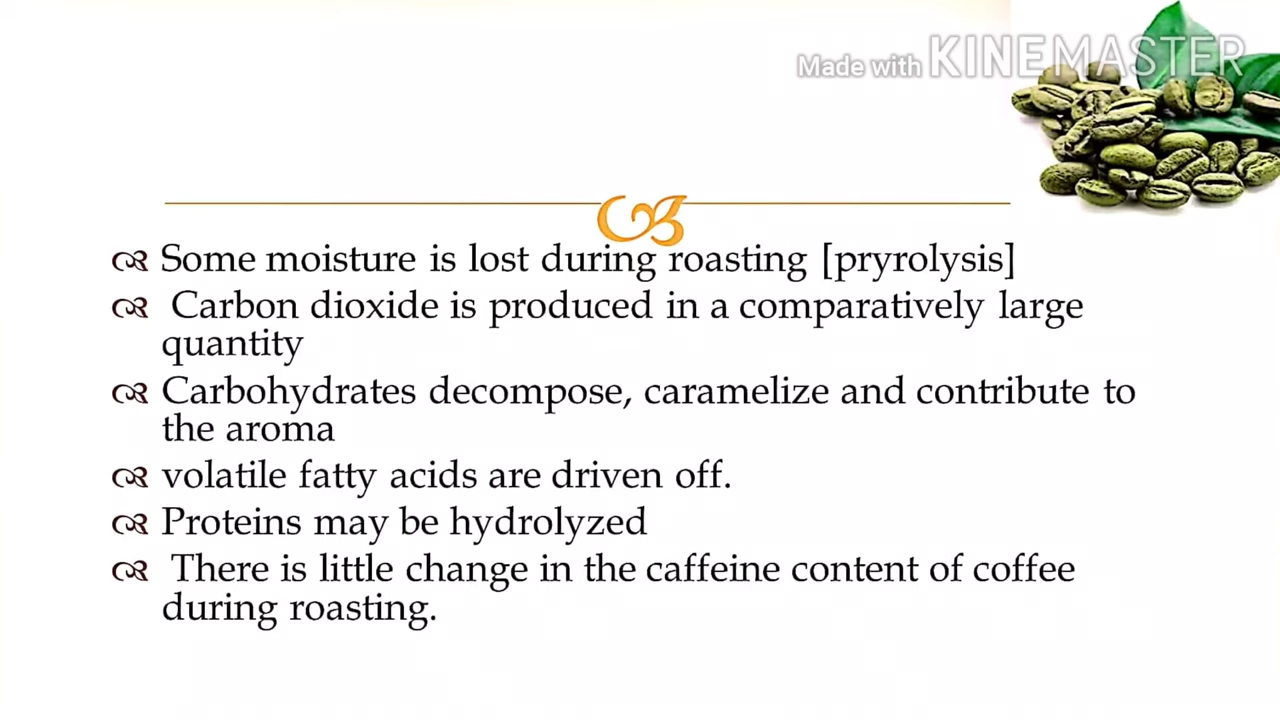 Made with KINEMASTER
Some moisture is lost during roasting [pryrolysis]
Carbon dioxide is produced in a comparatively large
quantity
Carbohydrates decompose, caramelize and contribute to
the aroma
volatile fatty acids are driven off.
Proteins may be hydrolyzed
There is little change in the caffeine content of coffee
during roasting.